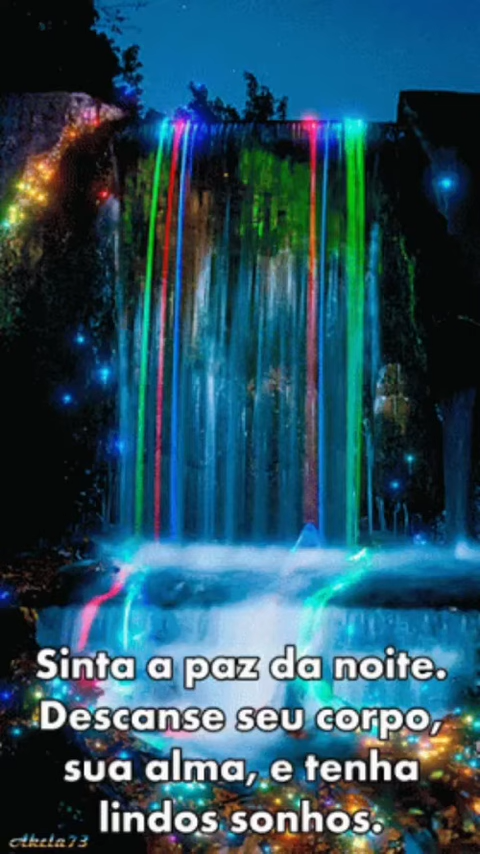 Sinta a paz da noite.
Descanse seu corpo,
sua alma, e tenha
lindos sonhos.
Akela73